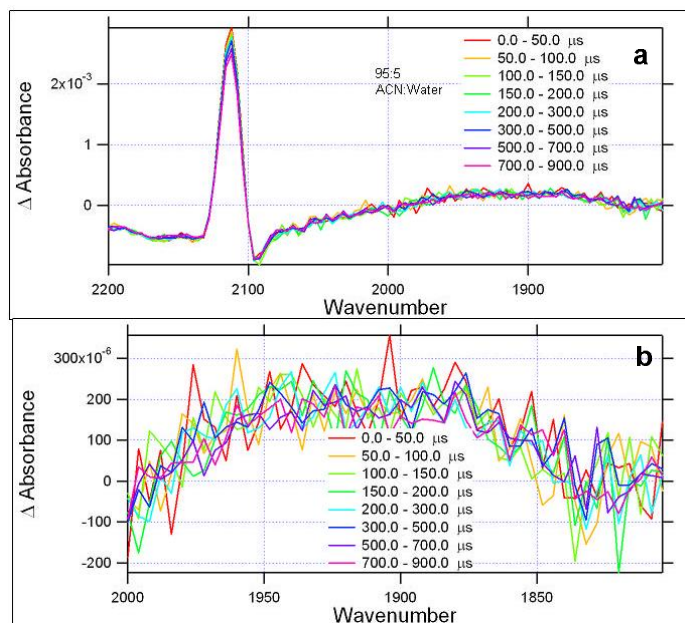 a
95:5
ACN:Water
0.0 - 50.0 μs
50.0 - 100.0 μs
100.0 - 150.0 μs
150.0 - 200.0 μs
200.0 - 300.0 μs
300.0 - 500.0 μs
500.0 - 700.0 μs
700.0 - 900.0 μs
Δ Absorbance
2x10-3
1
0
2200
2100
2000
1900
Wavenumber
b
Δ Absorbance
300x10-6
200
100
0
-100
-200
0.0 - 50.0 μs
50.0 - 100.0 μs
100.0 - 150.0 μs
150.0 - 200.0 μs
200.0 - 300.0 μs
300.0 - 500.0 μs
500.0 - 700.0 μs
700.0 - 900.0 μs
2000
1950
1900
1850
Wavenumber